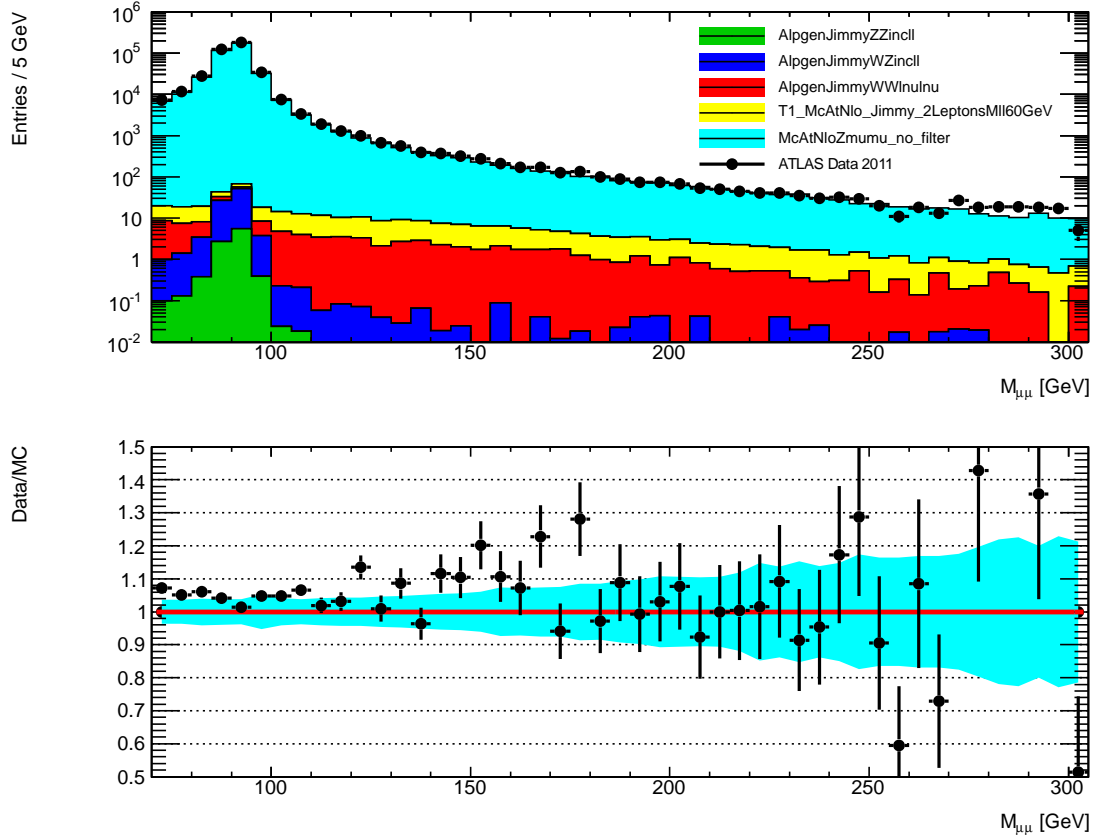 Entries / 5 GeV
10^6
10^5
10^4
10^3
10^2
10
1
10^-1
10^-2
AlpgenJimmyZZincll
AlpgenJimmyWZincll
AlpgenJimmyWWlnulnu
T1_McAtNlo_Jimmy_2LeptonsMll60GeV
McAtNloZmumu_no_filter
ATLAS Data 2011
100 150 200 250 300
M_μμ [GeV]
Data/MC
1.5
1.4
1.3
1.2
1.1
1
0.9
0.8
0.7
0.6
0.5
100 150 200 250 300
M_μμ [GeV]